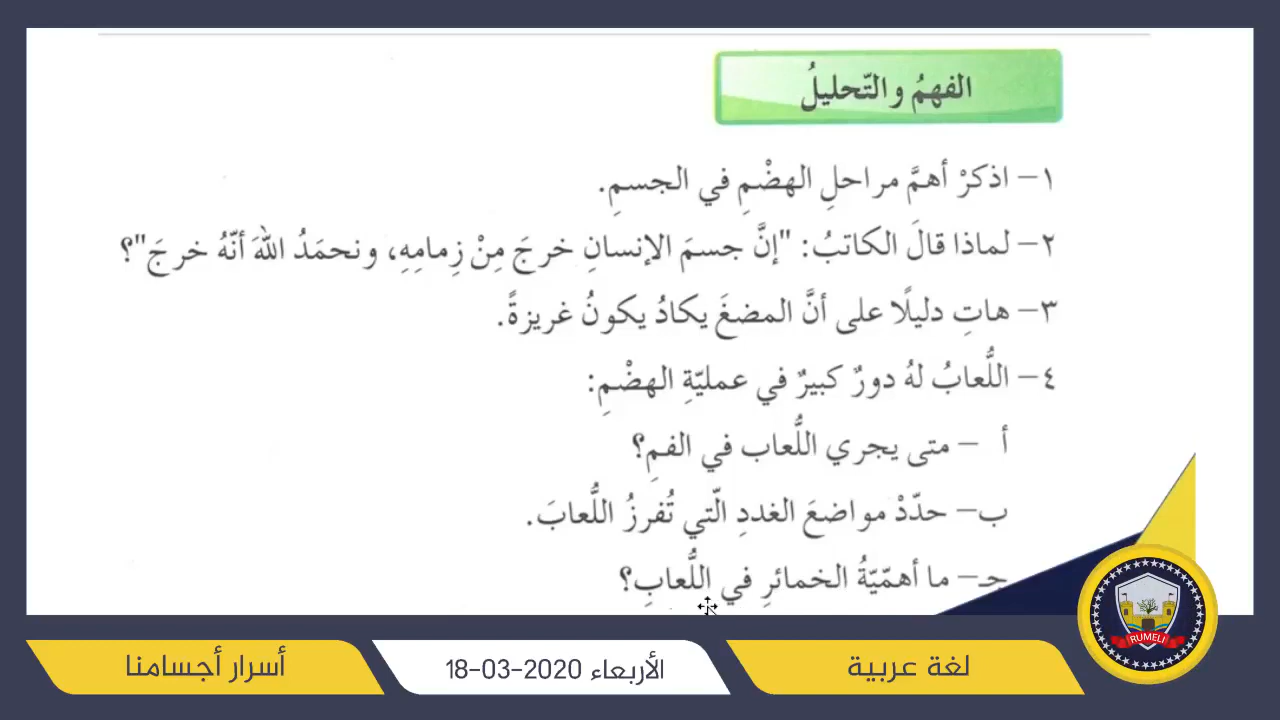 الفهمُ والتّحليلُ
١- اذكرْ أهمَّ مراحلِ الهضْمِ في الجسمِ.
٢- لماذا قالَ الكاتبُ: "إنَّ جسمَ الإنسانِ خرجَ مِنْ زِمامِهِ، ونحمَدُ اللهَ أنّهُ خرجَ"؟
٣- هاتِ دليلًا على أنَّ المضغَ يكادُ يكونُ غريزةً.
٤- اللُّعابُ لهُ دورٌ كبيرٌ في عمليّةِ الهضْمِ:
أ - متى يجري اللُّعاب في الفمِ؟
ب- حدّدْ مواضعَ الغددِ الّتي تُفرزُ اللُّعابَ.
جـ- ما أهمّيّةُ الخمائرِ في اللُّعابِ؟
RUMELI
لغة عربية
الأربعاء 18-03-2020
أسرار أجسامنا